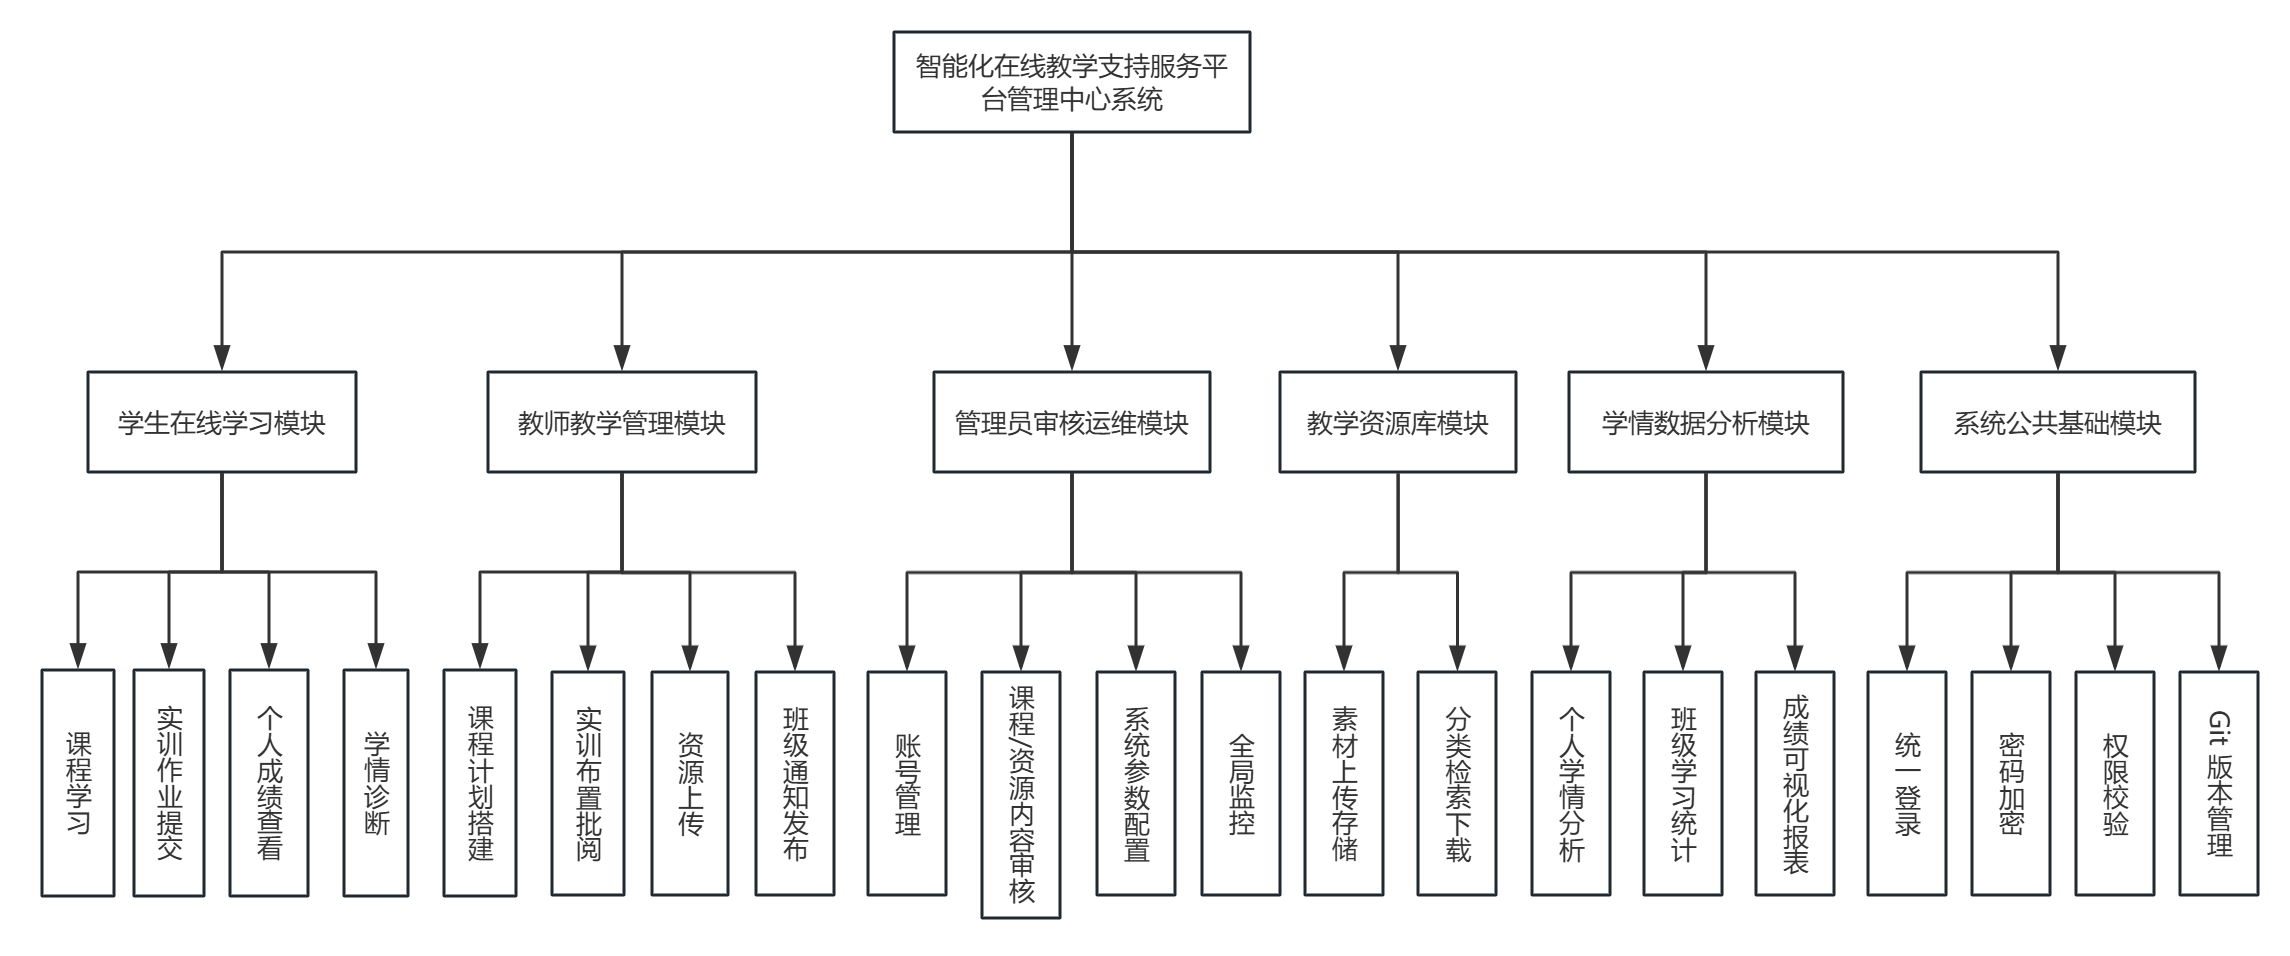 智能化在线教学支持服务平
台管理中心系统
学生在线学习模块
教师教学管理模块
管理员审核运维模块
教学资源库模块
学情数据分析模块
系统公共基础模块
课程学习
实训作业提交
个人成绩查看
学情诊断
课程计划搭建
实训布置批阅
资源上传
班级通知发布
账号管理
课程/资源内容审核
系统参数配置
全局监控
素材上传存储
分类检索下载
个人学情分析
班级学习统计
成绩可视化报表
统一登录
密码加密
权限校验
Git 版本管理